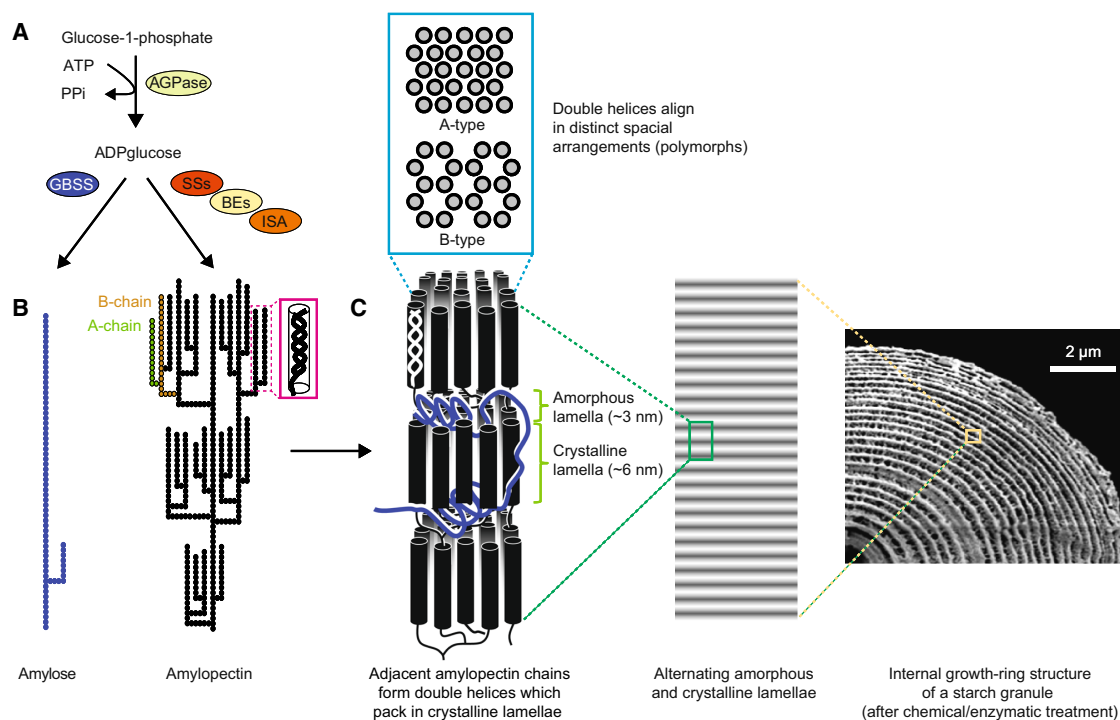 A
Glucose-1-phosphate
ATP
AGPase
PPi
ADPglucose
GBSS
SSs
BEs
ISA
A-type
B-type
Double helices align
in distinct spacial
arrangements (polymorphs)
B
B-chain
A-chain
Amylose
Amylopectin
C
Amorphous
lamella (~3 nm)
Crystalline
lamella (~6 nm)
2 µm
Adjacent amylopectin chains
form double helices which
pack in crystalline lamellae
Alternating amorphous
and crystalline lamellae
Internal growth-ring structure
of a starch granule
(after chemical/enzymatic treatment)